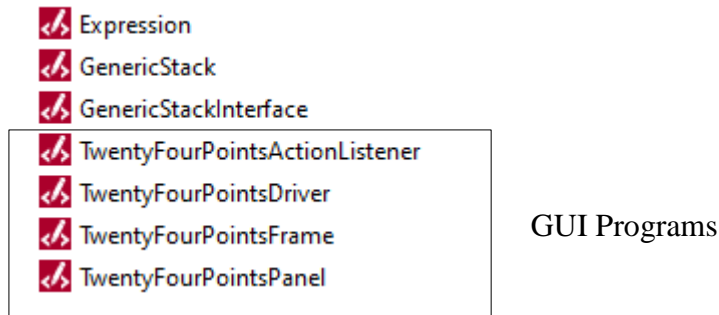 Expression
GenericStack
GenericStackInterface
TwentyFourPointsActionListener
TwentyFourPointsDriver
TwentyFourPointsFrame
TwentyFourPointsPanel
GUI Programs